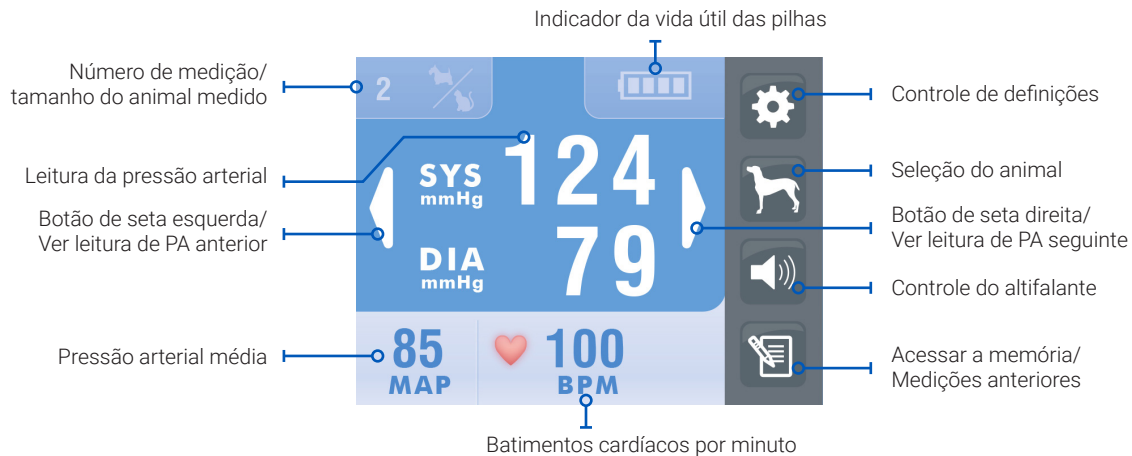 Indicador da vida útil das pilhas
Número de medição/
tamanho do animal medido
Leitura da pressão arterial
Botão de seta esquerda/
Ver leitura de PA anterior
Pressão arterial média
2
SYS
mmHg
124
DIA
mmHg
79
85
MAP
100
BPM
Controle de definições
Seleção do animal
Botão de seta direita/
Ver leitura de PA seguinte
Controle do altifalante
Acessar a memória/
Medições anteriores
Batimentos cardíacos por minuto